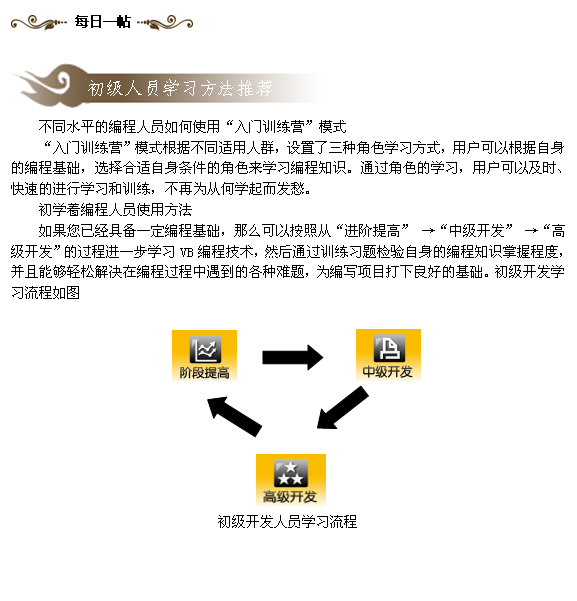 每日一帖
初级人员学习方法推荐
不同水平的编程人员如何使用“入门训练营”模式
“入门训练营”模式根据不同适用人群，设置了三种角色学习方式，用户可以根据自身
的编程基础，选择合适自身条件的角色来学习编程知识。通过角色的学习，用户可以及时、
快速的进行学习和训练，不再为从何学起而发愁。
初学着编程人员使用方法
如果您已经具备一定编程基础，那么可以按照从“进阶提高” →“中级开发” →“高
级开发”的过程进一步学习 VB 编程技术，然后通过训练习题检验自身的编程知识掌握程度，
并且能够轻松解决在编程过程中遇到的各种难题，为编写项目打下良好的基础。初级开发学
习流程如图
阶段提高
中级开发
高级开发
初级开发人员学习流程